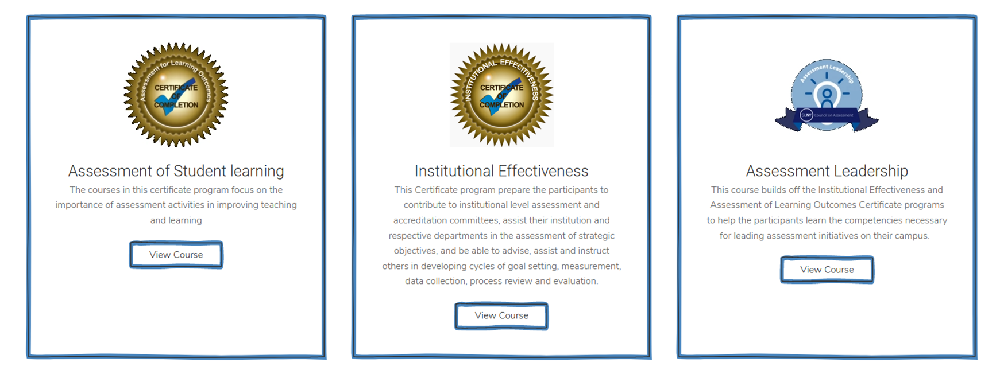 Assessment for Learning Outcomes
CERTIFICATE
OF
COMPLETION
Assessment of Student learning
The courses in this certificate program focus on the
importance of assessment activities in improving teaching
and learning
View Course
INSTITUTIONAL EFFECITIVENESS
CERTIFICATE
OF
COMPLETION
Institutional Effectiveness
This Certificate program prepare the participants to
contribute to institutional level assessment and
accreditation committees, assist their institution and
respective departments in the assessment of strategic
objectives, and be able to advise, assist and instruct
others in developing cycles of goal setting, measurement,
data collection, process review and evaluation.
View Course
Assessment Leadership
SUNY Council on Assessment
Assessment Leadership
This course builds off the Institutional Effectiveness and
Assessment of Learning Outcomes Certificate programs
to help the participants learn the competencies necessary
for leading assessment initiatives on their campus.
View Course